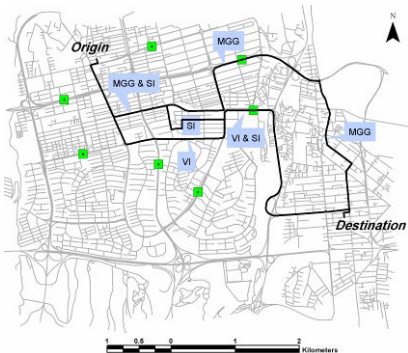 MGG
N
Origin
MGG & SI
SI
VI & SI
MGG
VI
Destination
1 0.5 0 1 2
Kilometers